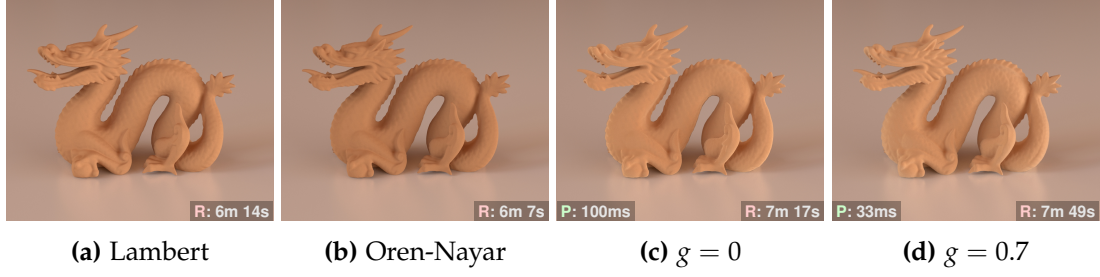 R: 6m 14s
R: 6m 7s
P: 100ms R: 7m 17s
P: 33ms R: 7m 49s
(a) Lambert
(b) Oren-Nayar
(c) g = 0
(d) g = 0.7